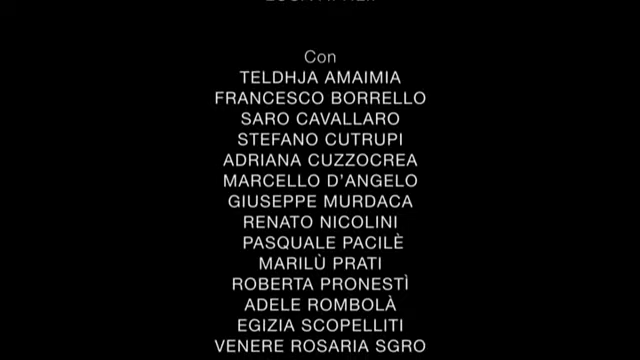 Con
TELDHJA AMAIMIA
FRANCESCO BORRELLO
SARO CAVALLARO
STEFANO CUTRUPI
ADRIANA CUZZOCREA
MARCELLO D’ANGELO
GIUSEPPE MURDACA
RENATO NICOLINI
PASQUALE PACILÈ
MARILÙ PRATI
ROBERTA PRONESTÌ
ADELE ROMBOLÀ
EGIZIA SCOPELLITI
VENERE ROSARIA SGRO